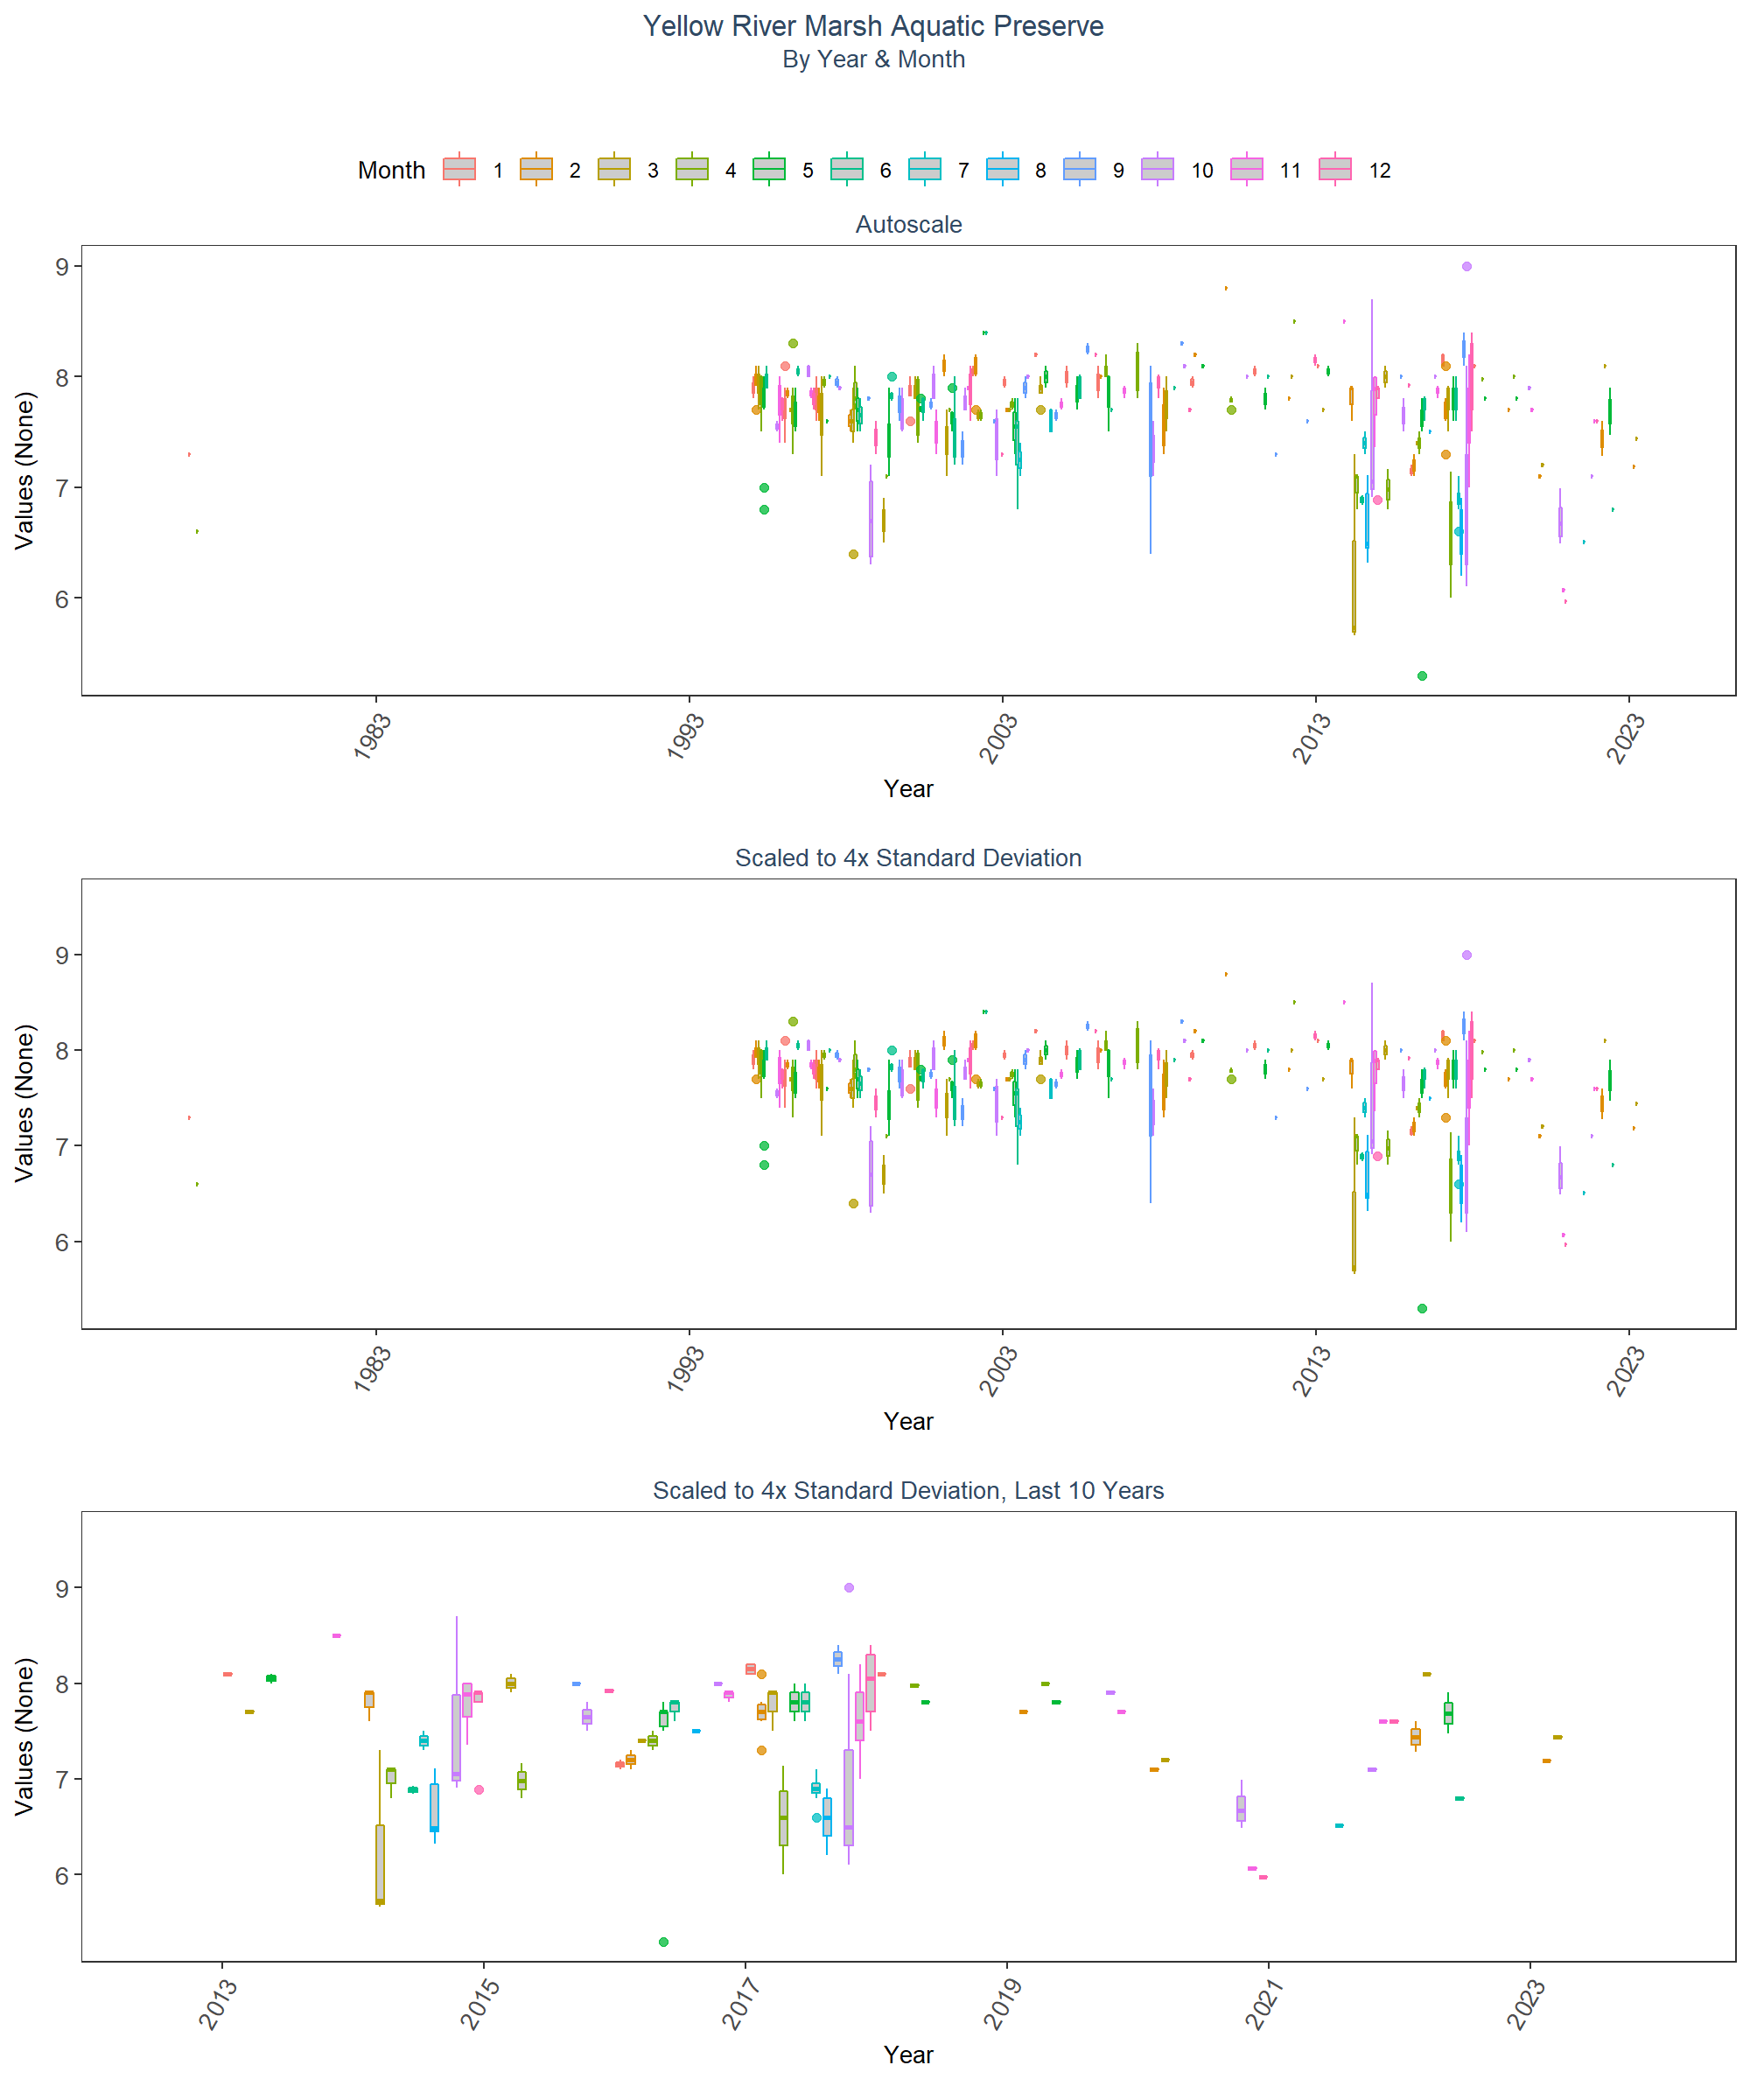 Yellow River Marsh Aquatic Preserve
By Year & Month
Month 1 2 3 4 5 6 7 8 9 10 11 12
Autoscale
Values (None)
9
8
7
6
1983 1993 2003 2013 2023
Year
Scaled to 4x Standard Deviation
Values (None)
9
8
7
6
1983 1993 2003 2013 2023
Year
Scaled to 4x Standard Deviation, Last 10 Years
Values (None)
9
8
7
6
2013 2015 2017 2019 2021 2023
Year